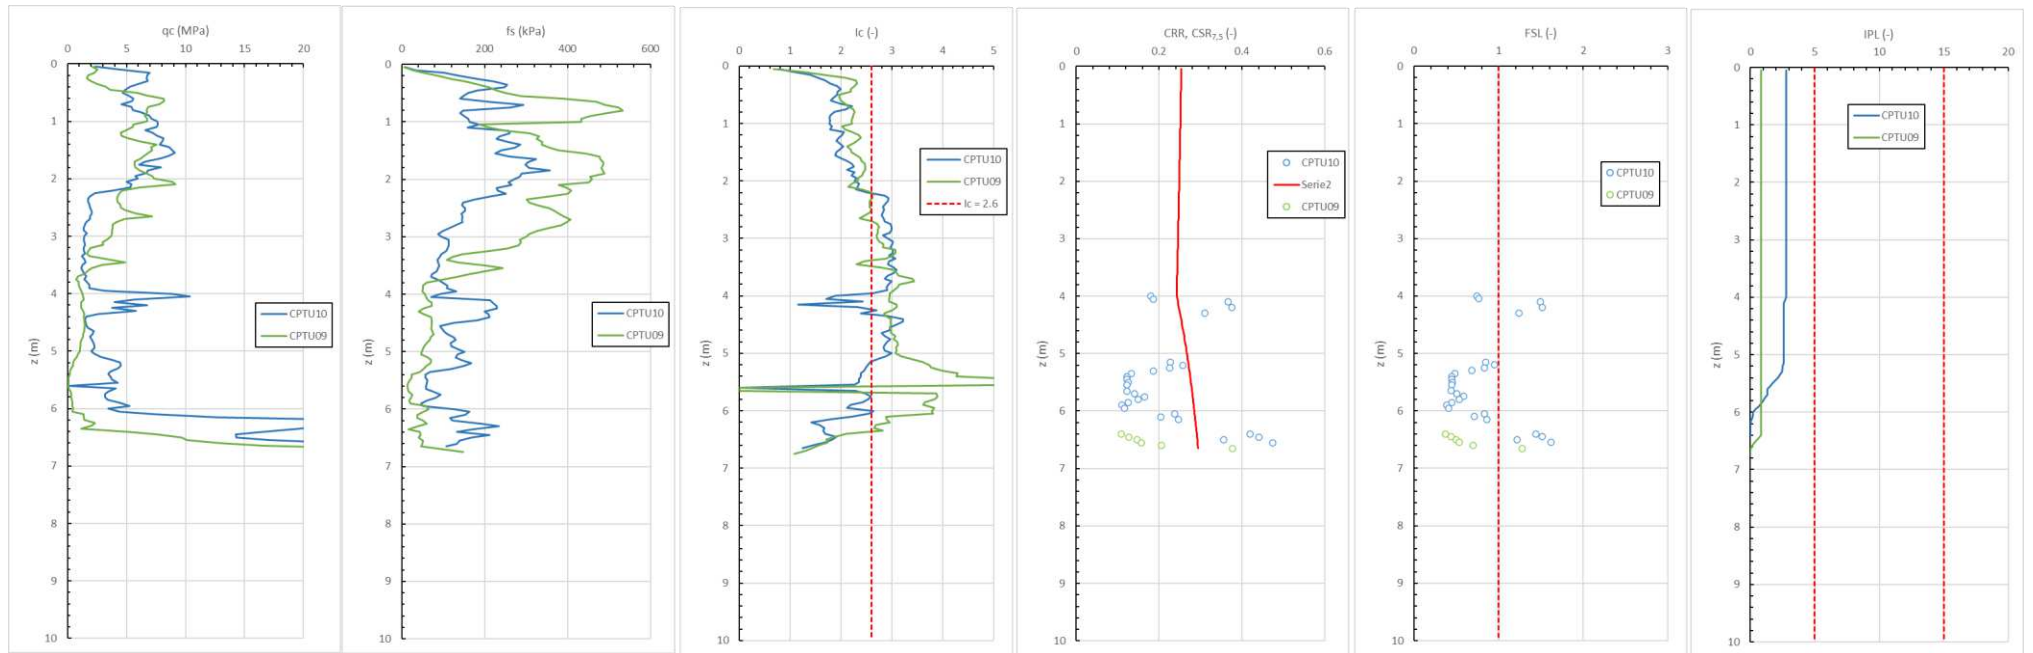 qc (MPa)
0 5 10 15 20
0
1
2
3
4
5
6
7
8
9
10
z (m)
CPTU10
CPTU09
fs (kPa)
0 200 400 600
0
1
2
3
4
5
6
7
8
9
10
z (m)
CPTU10
CPTU09
Ic (-)
0 1 2 3 4 5
0
1
2
3
4
5
6
7
8
9
10
z (m)
CPTU10
CPTU09
Ic = 2.6
CRR, CSR7,5 (-)
0 0.2 0.4 0.6
0
1
2
3
4
5
6
7
8
9
10
z (m)
CPTU10
Serie2
CPTU09
FSL (-)
0 1 2 3
0
1
2
3
4
5
6
7
8
9
10
z (m)
CPTU10
CPTU09
IPL (-)
0 5 10 15 20
0
1
2
3
4
5
6
7
8
9
10
z (m)
CPTU10
CPTU09